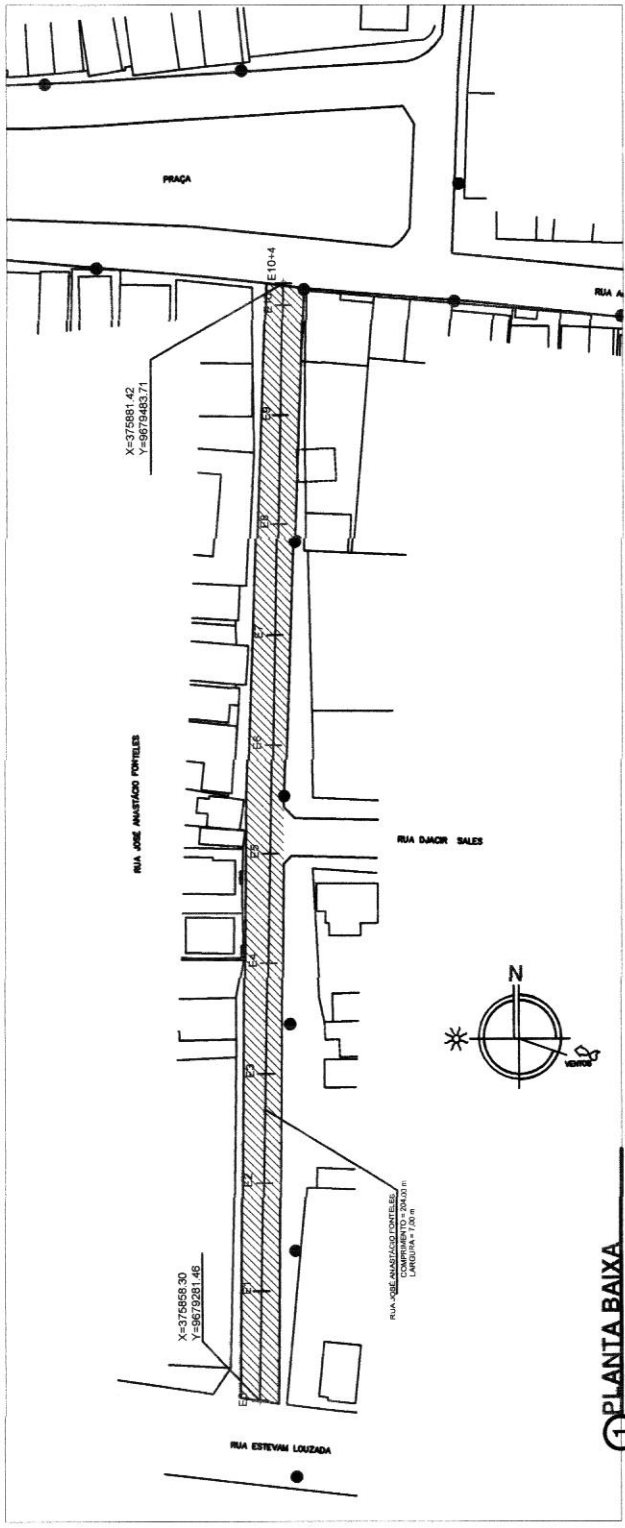 PRAÇA
E10+4
E10
RUA A
X=375881.42
Y=9679483.71
E9
E8
E7
RUA JOSÉ ANASTÁCIO FONTELES
E6
E5
RUA DJACIR SALES
E4
N
VENTOS
E3
E2
RUA JOSÉ ANASTÁCIO FONTELES
COMPRIMENTO = 204,00 m
LARGURA = 7,00 m
X=375858.30
Y=9679281.46
E1
E0
RUA ESTEVAM LOUZADA
1 PLANTA BAIXA